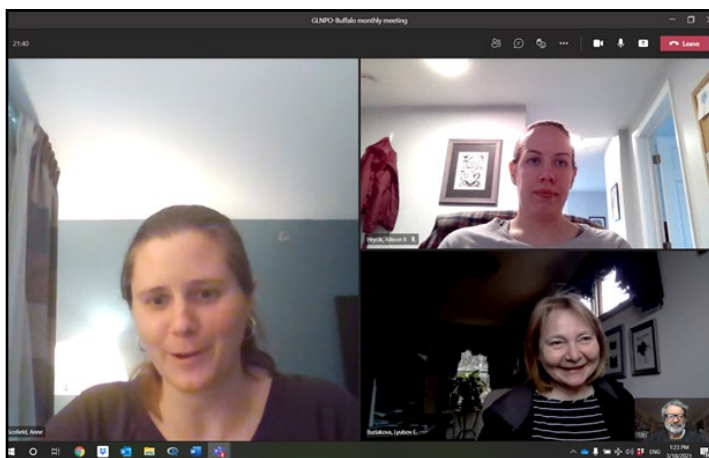 GLNPO-Buffalo monthly meeting
21:40
Leave
Hrycik, Allison R
Scofield, Anne
Burlakova, Lyubov E.
ENG
1:23 PM
3/18/2021